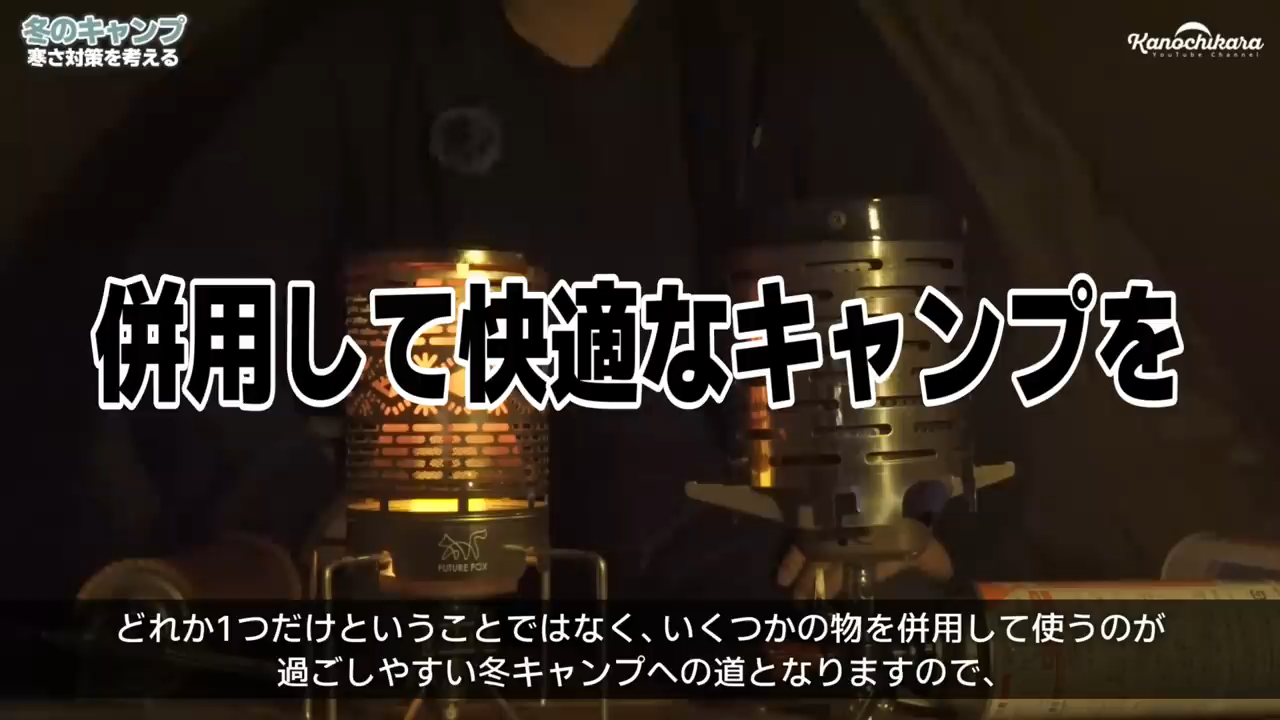 冬のキャンプ
寒さ対策を考える
Kanochikara
YouTube Channel
併用して快適なキャンプを
FUTURE FOX
どれか1つだけということではなく、いくつかの物を併用して使うのが
過ごしやすい冬キャンプへの道となりますので、